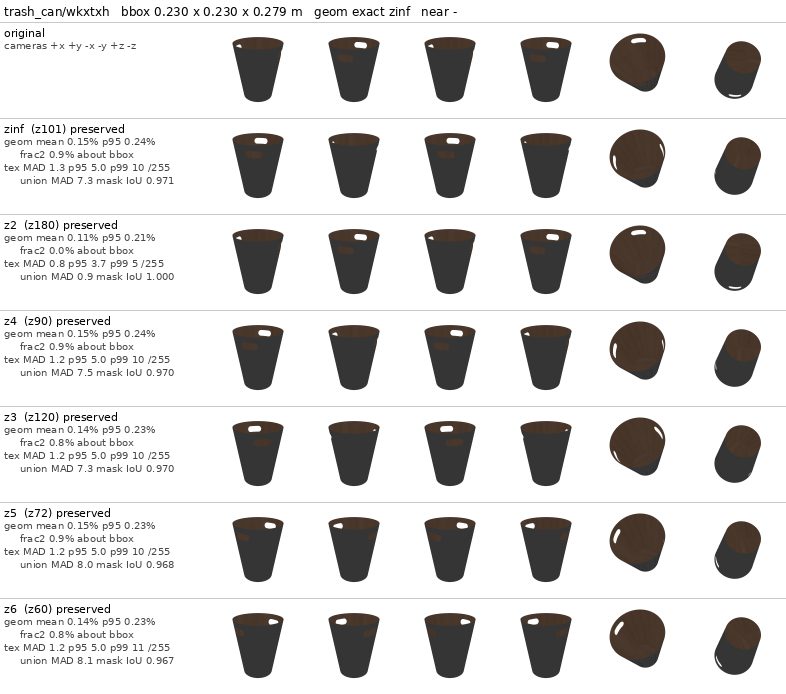 trash_can/wkxtxh bbox 0.230 x 0.230 x 0.279 m geom exact zinf near -
original
cameras +x +y -x -y +z -z
zinf (z101) preserved
geom mean 0.15% p95 0.24%
frac2 0.9% about bbox
tex MAD 1.3 p95 5.0 p99 10 /255
union MAD 7.3 mask IoU 0.971
z2 (z180) preserved
geom mean 0.11% p95 0.21%
frac2 0.0% about bbox
tex MAD 0.8 p95 3.7 p99 5 /255
union MAD 0.9 mask IoU 1.000
z4 (z90) preserved
geom mean 0.15% p95 0.24%
frac2 0.9% about bbox
tex MAD 1.2 p95 5.0 p99 10 /255
union MAD 7.5 mask IoU 0.970
z3 (z120) preserved
geom mean 0.14% p95 0.23%
frac2 0.8% about bbox
tex MAD 1.2 p95 5.0 p99 10 /255
union MAD 7.3 mask IoU 0.970
z5 (z72) preserved
geom mean 0.15% p95 0.23%
frac2 0.9% about bbox
tex MAD 1.2 p95 5.0 p99 10 /255
union MAD 8.0 mask IoU 0.968
z6 (z60) preserved
geom mean 0.14% p95 0.23%
frac2 0.8% about bbox
tex MAD 1.2 p95 5.0 p99 11 /255
union MAD 8.1 mask IoU 0.967